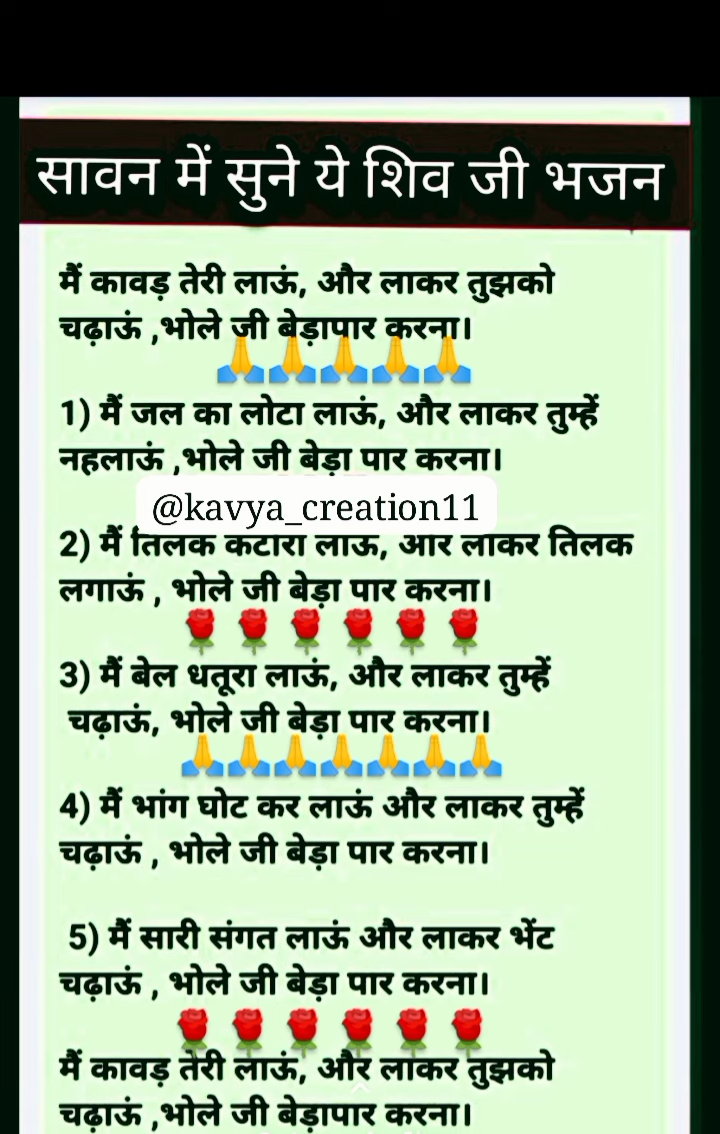 सावन में सुने ये शिव जी भजन
मैं कावड़ तेरी लाऊं, और लाकर तुझको
चढ़ाऊं ,भोले जी बेड़ापार करना।
🙏🙏🙏🙏🙏
1) मैं जल का लोटा लाऊं, और लाकर तुम्हें
नहलाऊं ,भोले जी बेड़ा पार करना।
@kavya_creation11
2) मैं तिलक कटोरा लाऊं, और लाकर तिलक
लगाऊं , भोले जी बेड़ा पार करना।
🌹🌹🌹🌹🌹🌹
3) मैं बेल धतूरा लाऊं, और लाकर तुम्हें
चढ़ाऊं, भोले जी बेड़ा पार करना।
🙏🙏🙏🙏🙏🙏🙏
4) मैं भांग घोट कर लाऊं और लाकर तुम्हें
चढ़ाऊं , भोले जी बेड़ा पार करना।
5) मैं सारी संगत लाऊं और लाकर भेंट
चढ़ाऊं , भोले जी बेड़ा पार करना।
🌹🌹🌹🌹🌹🌹
मैं कावड़ तेरी लाऊं, और लाकर तुझको
चढ़ाऊं ,भोले जी बेड़ापार करना।